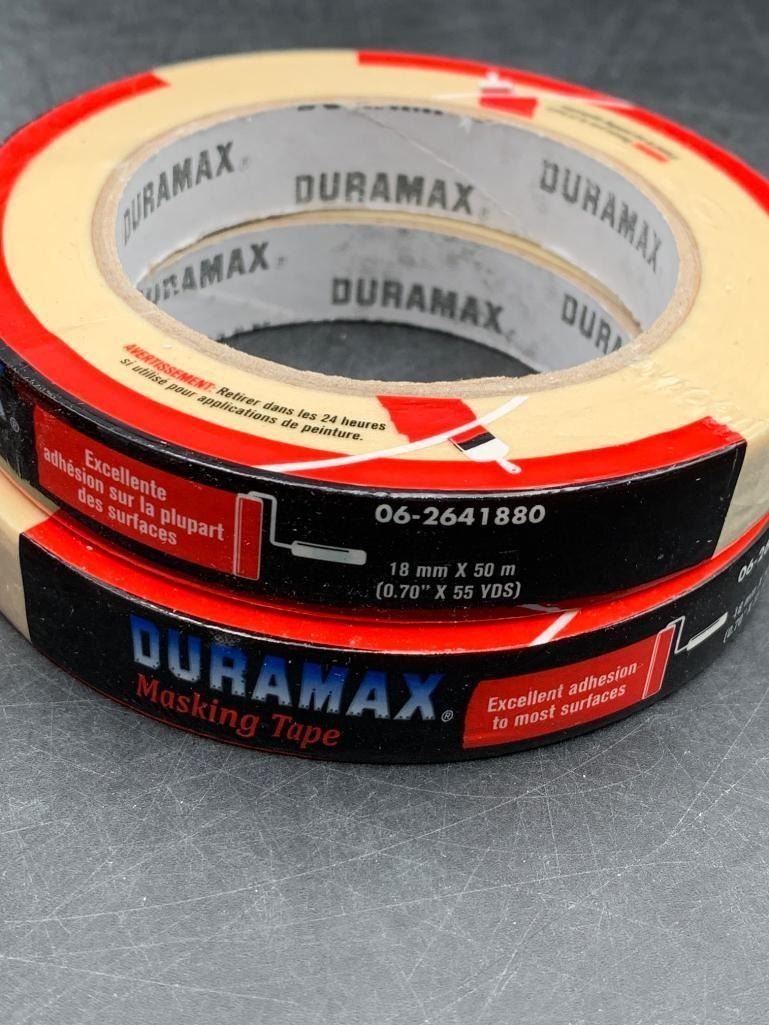 DURAMAX
DURAMAX
DURAMAX
DURAMAX
DURAMAX
AVERTISSEMENT: Retirer dans les 24 heures
si utilisé pour applications de peinture.
®
Excellente
adhésion sur la plupart
des surfaces
06-2641880
18 mm X 50 m
(0.70" X 55 YDS)
DURAMAX®
Masking Tape
Excellent adhesion
to most surfaces